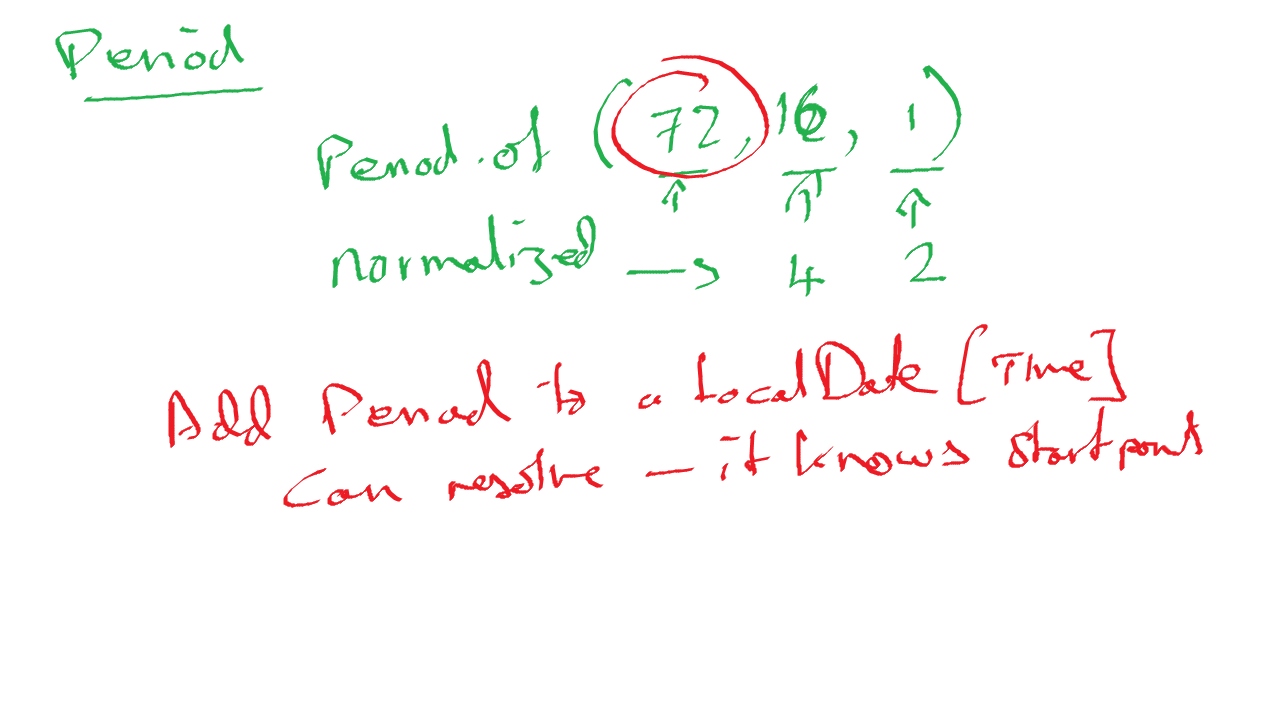 Period
Period.of (72, 16, 1)
normalized → 4 2
Add Period to a LocalDate [Time]
can resolve - it knows start point